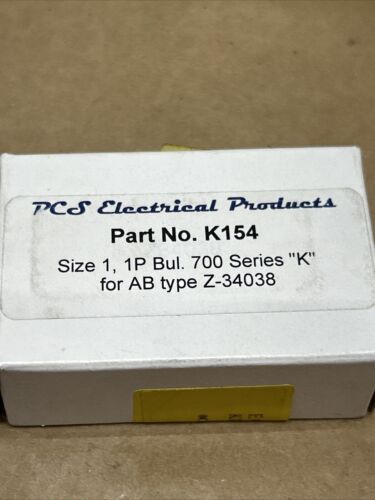 PCS Electrical Products
Part No. K154
Size 1, 1P Bul. 700 Series "K"
for AB type Z-34038